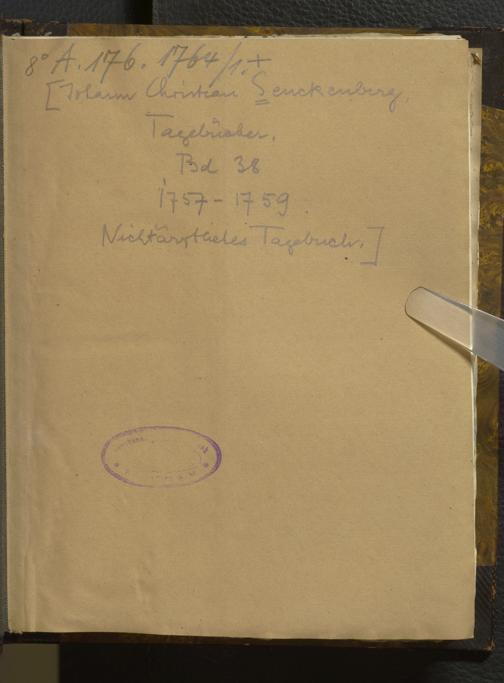 8° A. 176. 1764/1.+
[Johann Christian Senckenberg.
Tagebücher.
Bd 38
1757-1759.
Nichtärztliches Tagebuch.]